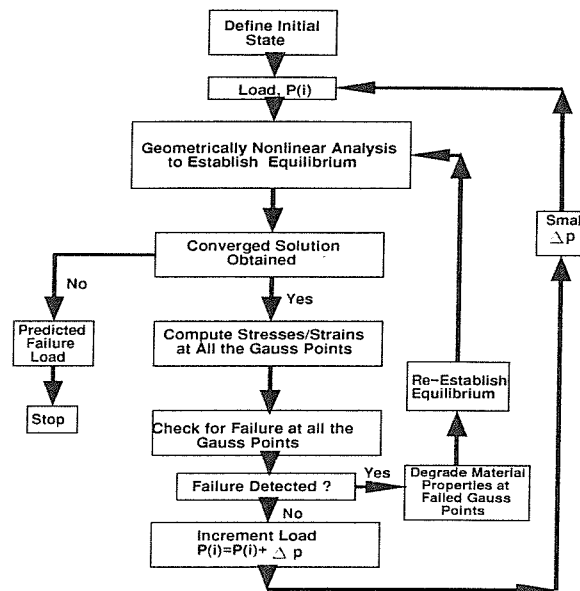 Define Initial
State
Load, P(i)
Geometrically Nonlinear Analysis
to Establish Equilibrium
Converged Solution
Obtained
No
Yes
Predicted
Failure
Load
Stop
Compute Stresses/Strains
at All the Gauss Points
Check for Failure at all the
Gauss Points
Failure Detected ?
Yes
No
Degrade Material
Properties at
Failed Gauss
Points
Re-Establish
Equilibrium
Increment Load
P(i)=P(i)+ Δ p
Smal
Δ p